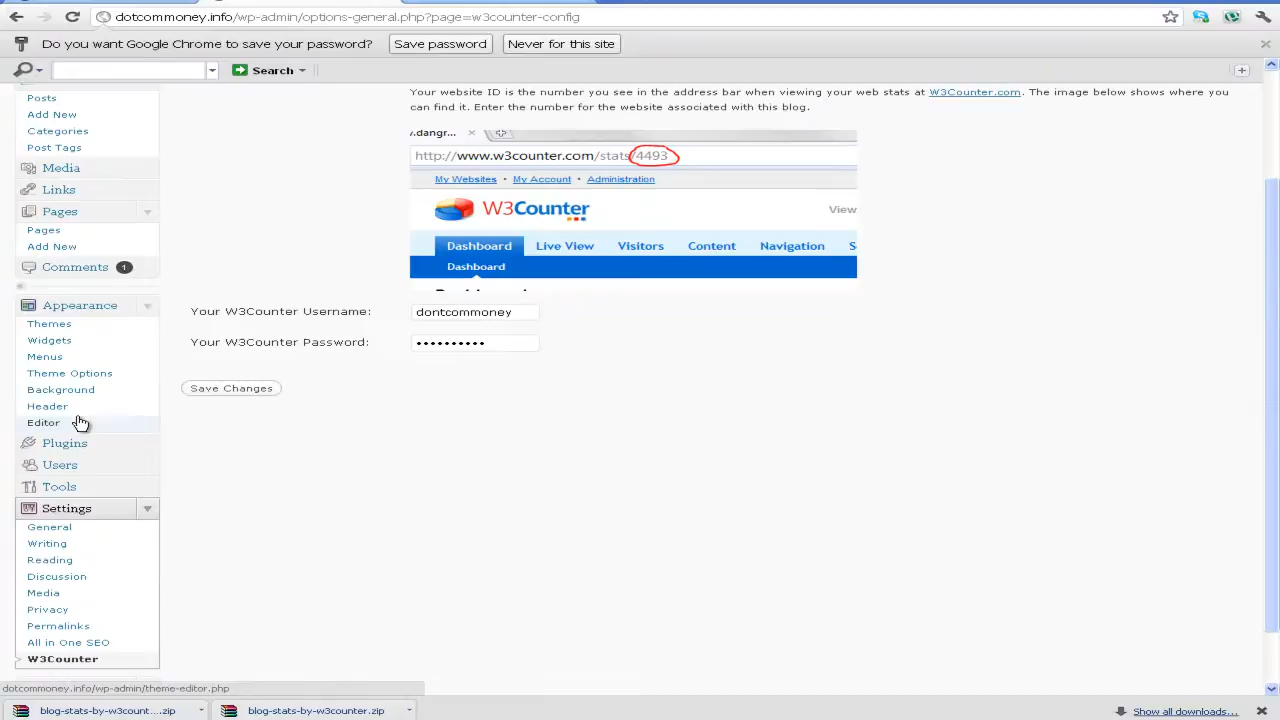 dotcommoney.info/wp-admin/options-general.php?page=w3counter-config
Do you want Google Chrome to save your password?
Save password
Never for this site
Search
Posts
Add New
Categories
Post Tags
Media
Links
Pages
Pages
Add New
Comments 1
Appearance
Themes
Widgets
Menus
Theme Options
Background
Header
Editor
Plugins
Users
Tools
Settings
General
Writing
Reading
Discussion
Media
Privacy
Permalinks
All in One SEO
W3Counter
Your website ID is the number you see in the address bar when viewing your web stats at W3Counter.com. The image below shows where you
can find it. Enter the number for the website associated with this blog.
/.dangr...
http://www.w3counter.com/stats/4493
My Websites • My Account • Administration
W3Counter
View
Dashboard Live View Visitors Content Navigation S
Dashboard
Your W3Counter Username: dontcommoney
Your W3Counter Password: ••••••••••
Save Changes
dotcommoney.info/wp-admin/theme-editor.php
blog-stats-by-w3count....zip
blog-stats-by-w3counter.zip
Show all downloads...